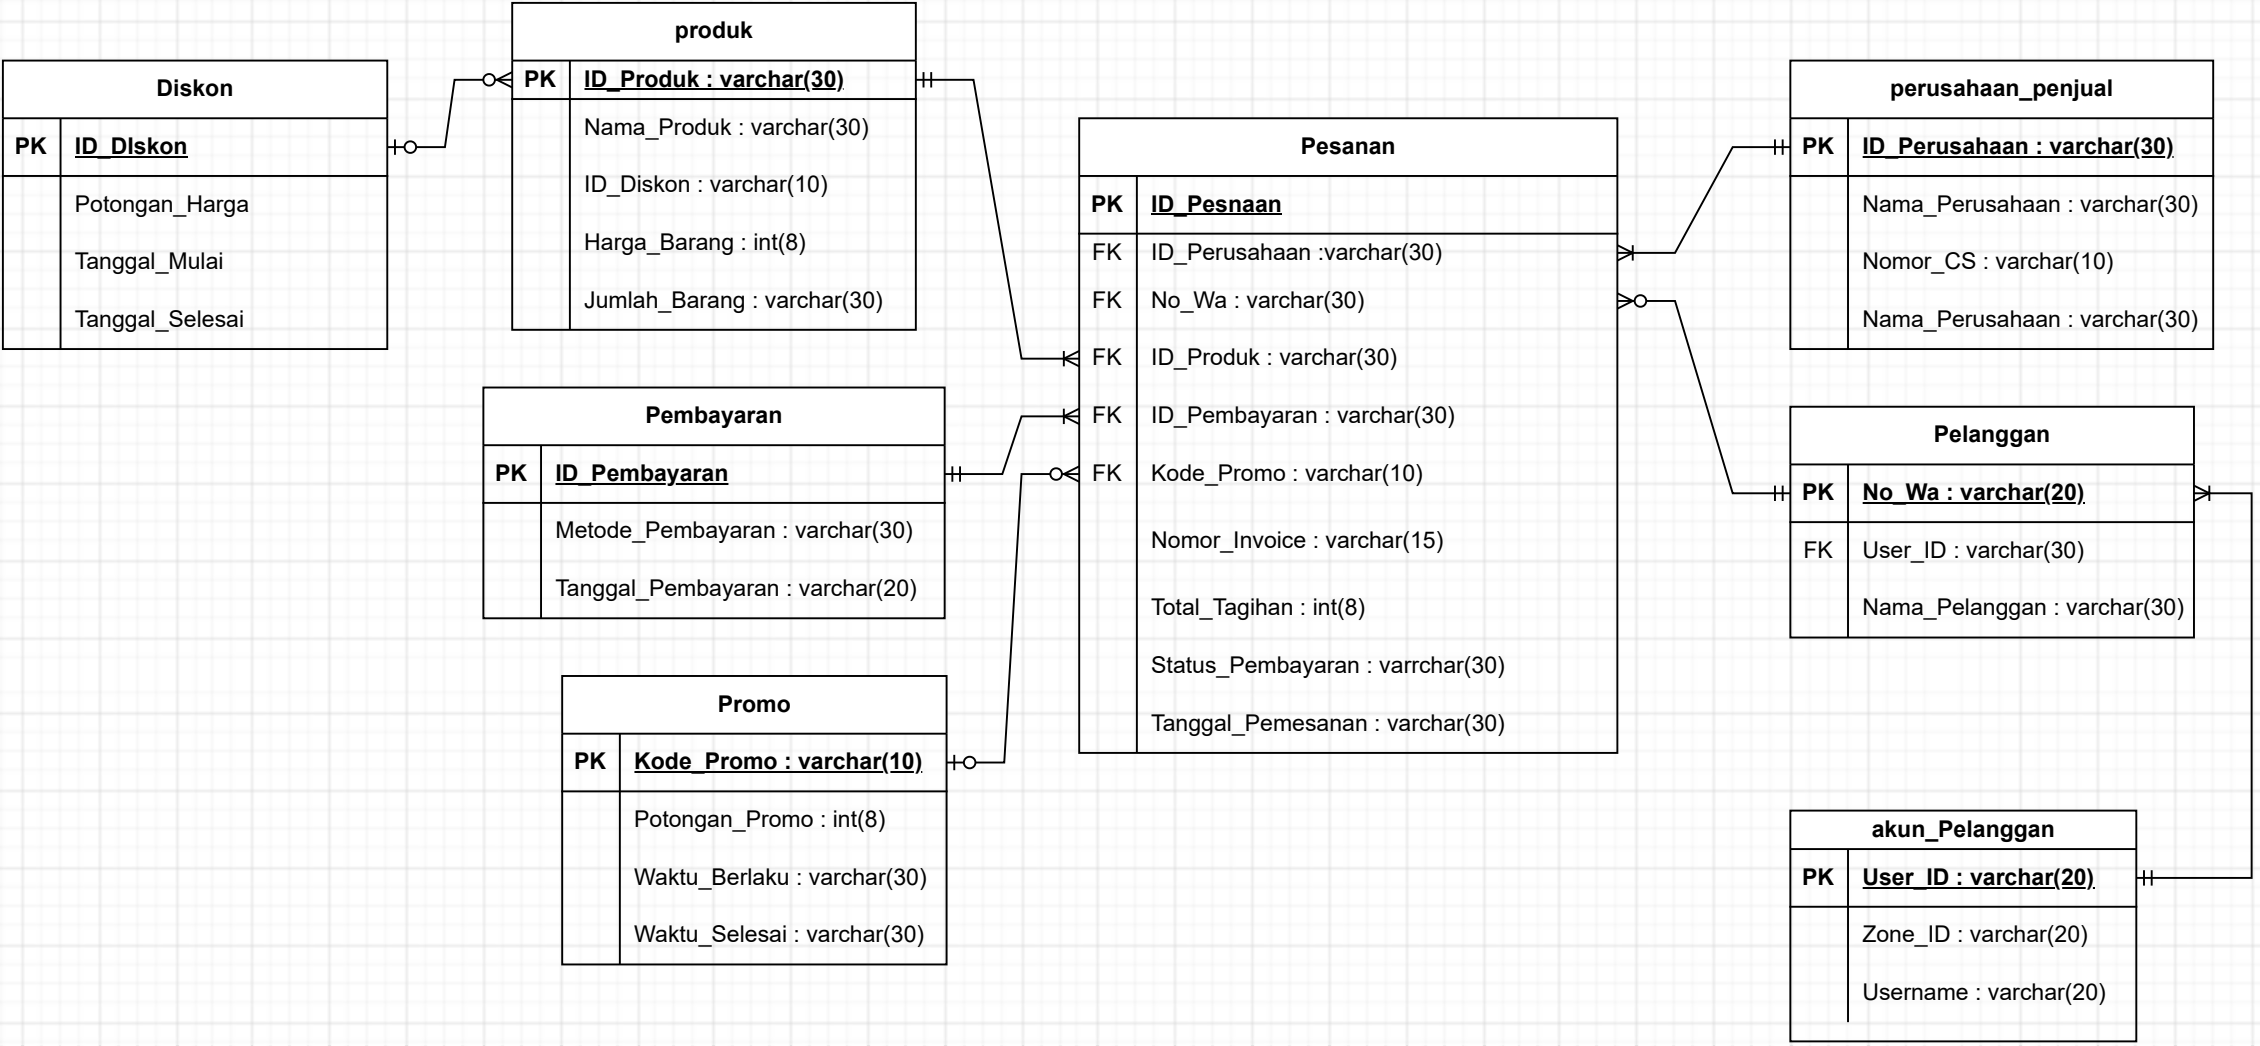 Diskon
PK ID_DIskon
Potongan_Harga
Tanggal_Mulai
Tanggal_Selesai
produk
PK ID_Produk : varchar(30)
Nama_Produk : varchar(30)
ID_Diskon : varchar(10)
Harga_Barang : int(8)
Jumlah_Barang : varchar(30)
Pembayaran
PK ID_Pembayaran
Metode_Pembayaran : varchar(30)
Tanggal_Pembayaran : varchar(20)
Promo
PK Kode_Promo : varchar(10)
Potongan_Promo : int(8)
Waktu_Berlaku : varchar(30)
Waktu_Selesai : varchar(30)
Pesanan
PK ID_Pesnaan
FK ID_Perusahaan :varchar(30)
FK No_Wa : varchar(30)
FK ID_Produk : varchar(30)
FK ID_Pembayaran : varchar(30)
FK Kode_Promo : varchar(10)
Nomor_Invoice : varchar(15)
Total_Tagihan : int(8)
Status_Pembayaran : varrchar(30)
Tanggal_Pemesanan : varchar(30)
perusahaan_penjual
PK ID_Perusahaan : varchar(30)
Nama_Perusahaan : varchar(30)
Nomor_CS : varchar(10)
Nama_Perusahaan : varchar(30)
Pelanggan
PK No_Wa : varchar(20)
FK User_ID : varchar(30)
Nama_Pelanggan : varchar(30)
akun_Pelanggan
PK User_ID : varchar(20)
Zone_ID : varchar(20)
Username : varchar(20)